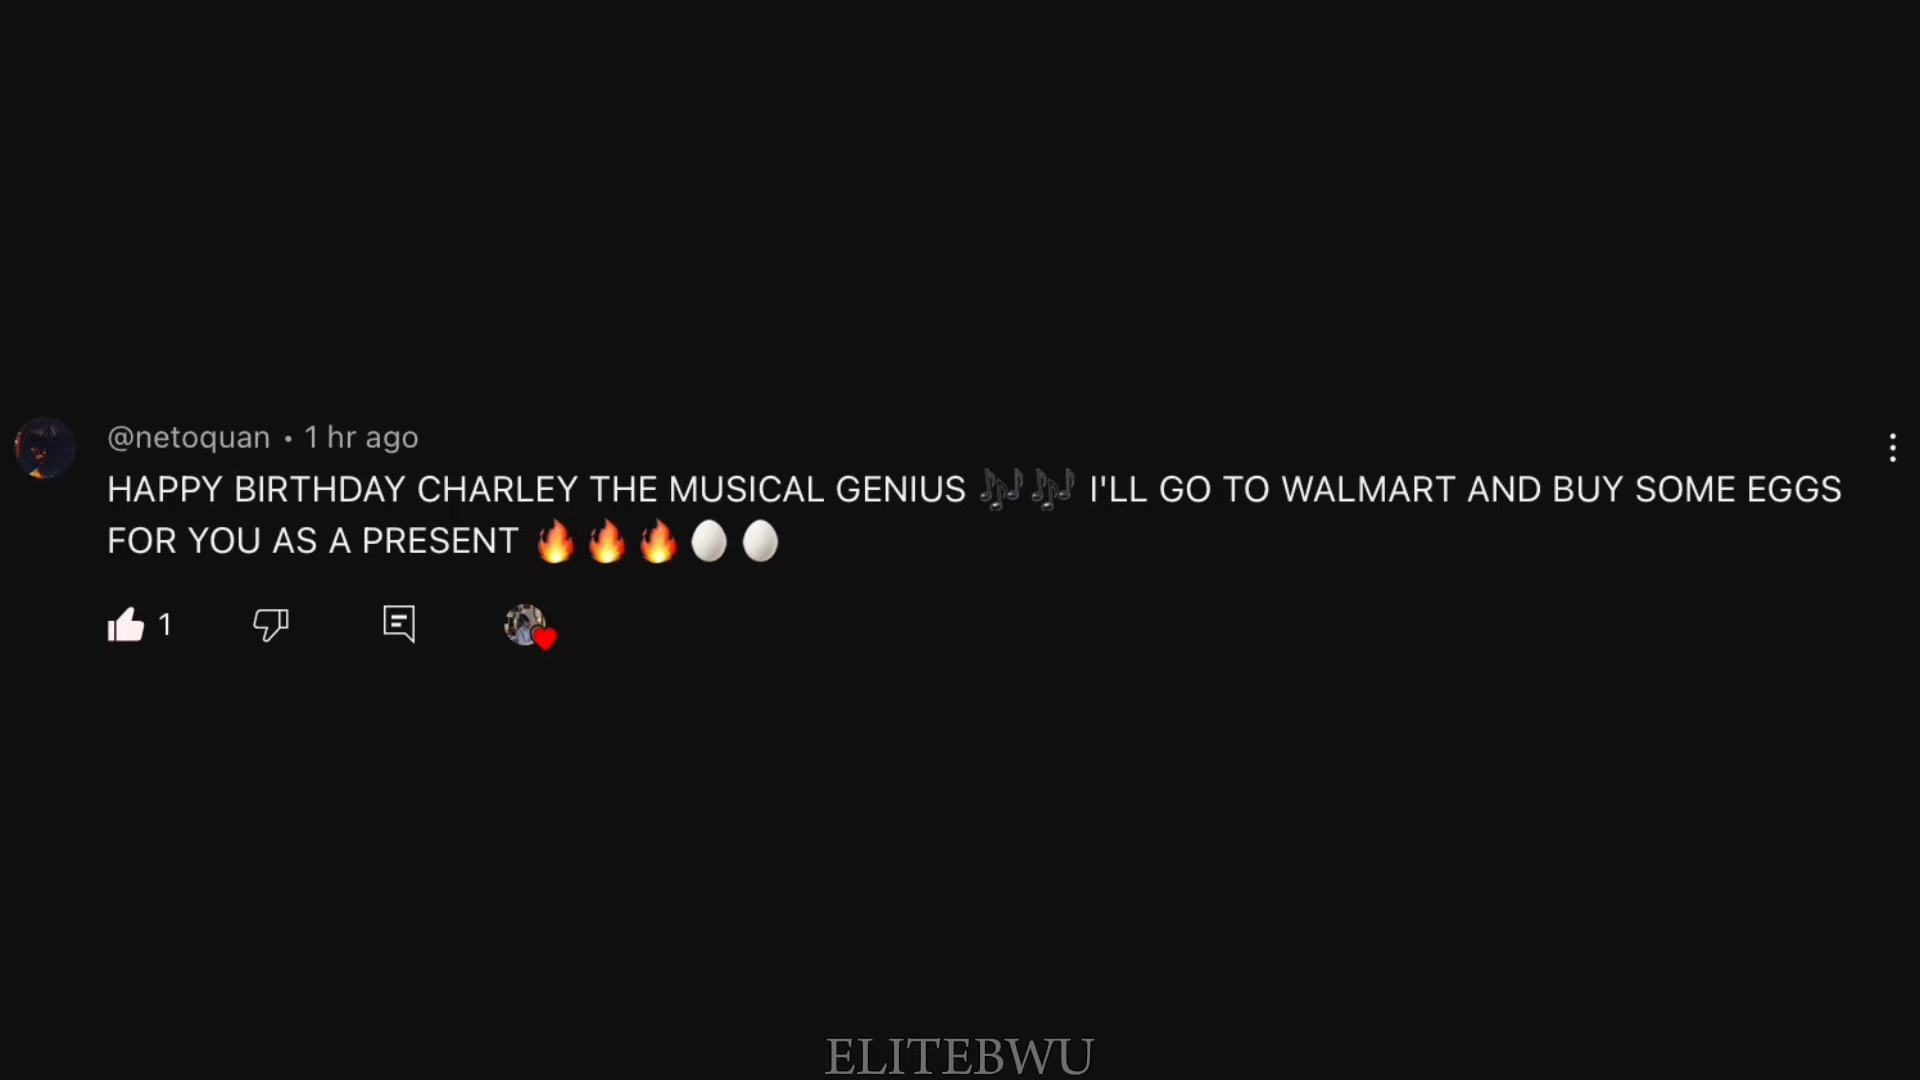 @netoquan • 1 hr ago
HAPPY BIRTHDAY CHARLEY THE MUSICAL GENIUS 🎶🎶 I'LL GO TO WALMART AND BUY SOME EGGS
FOR YOU AS A PRESENT 🔥🔥🔥🥚🥚
1
ELITEBWU